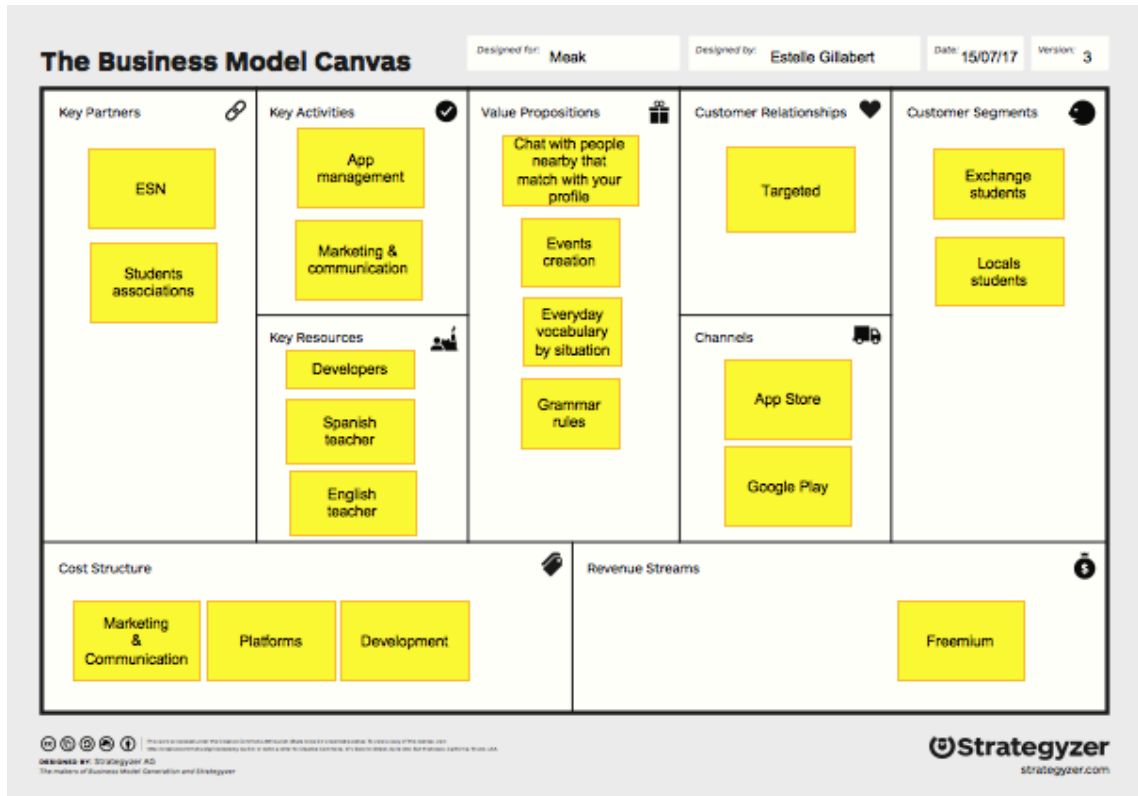 The Business Model Canvas
Designed for:
Meak
Designed by:
Estelle Gillabert
Date:
15/07/17
Version:
3
Key Partners
ESN
Students
associations
Key Activities
App
management
Marketing &
communication
Key Resources
Developers
Spanish
teacher
English
teacher
Value Propositions
Chat with people
nearby that
match with your
profile
Events
creation
Everyday
vocabulary
by situation
Grammar
rules
Customer Relationships
Targeted
Channels
App Store
Google Play
Customer Segments
Exchange
students
Locals
students
Cost Structure
Marketing
&
Communication
Platforms
Development
Revenue Streams
Freemium
DESIGNED BY: Strategyzer AG
The makers of Business Model Generation and Strategyzer
Strategyzer
strategyzer.com